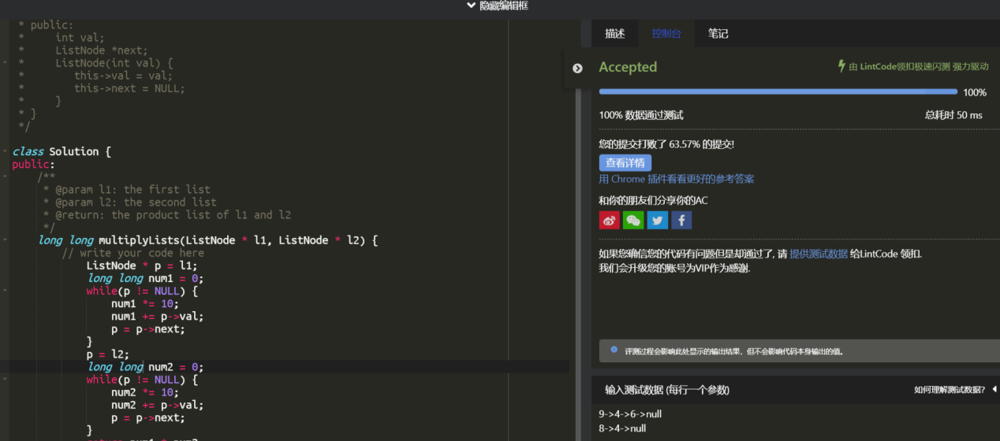 隐藏编辑框
* public:
*     int val;
*     ListNode *next;
*     ListNode(int val) {
*        this->val = val;
*        this->next = NULL;
*     }
* }
*/
class Solution {
public:
/**
* @param l1: the first list
* @param l2: the second list
* @return: the product list of l1 and l2
*/
long long multiplyLists(ListNode * l1, ListNode * l2) {
// write your code here
ListNode * p = l1;
long long num1 = 0;
while(p != NULL) {
num1 *= 10;
num1 += p->val;
p = p->next;
}
p = l2;
long long num2 = 0;
while(p != NULL) {
num2 *= 10;
num2 += p->val;
p = p->next;
}
描述 控制台 笔记
Accepted 由 LintCode领扣极速闪测 强力驱动
100%
100% 数据通过测试 总耗时 50 ms
您的提交打败了 63.57% 的提交!
查看详情
用 Chrome 插件看看更好的参考答案
和你的朋友们分享你的AC
如果您确信您的代码有问题但是却通过了, 请 提供测试数据 给LintCode 领扣.
我们会升级您的账号为VIP作为感谢.
评测过程会影响此处显示的输出结果，但不会影响代码本身输出的值。
输入测试数据 (每行一个参数) 如何理解测试数据?
9->4->6->null
8->4->null